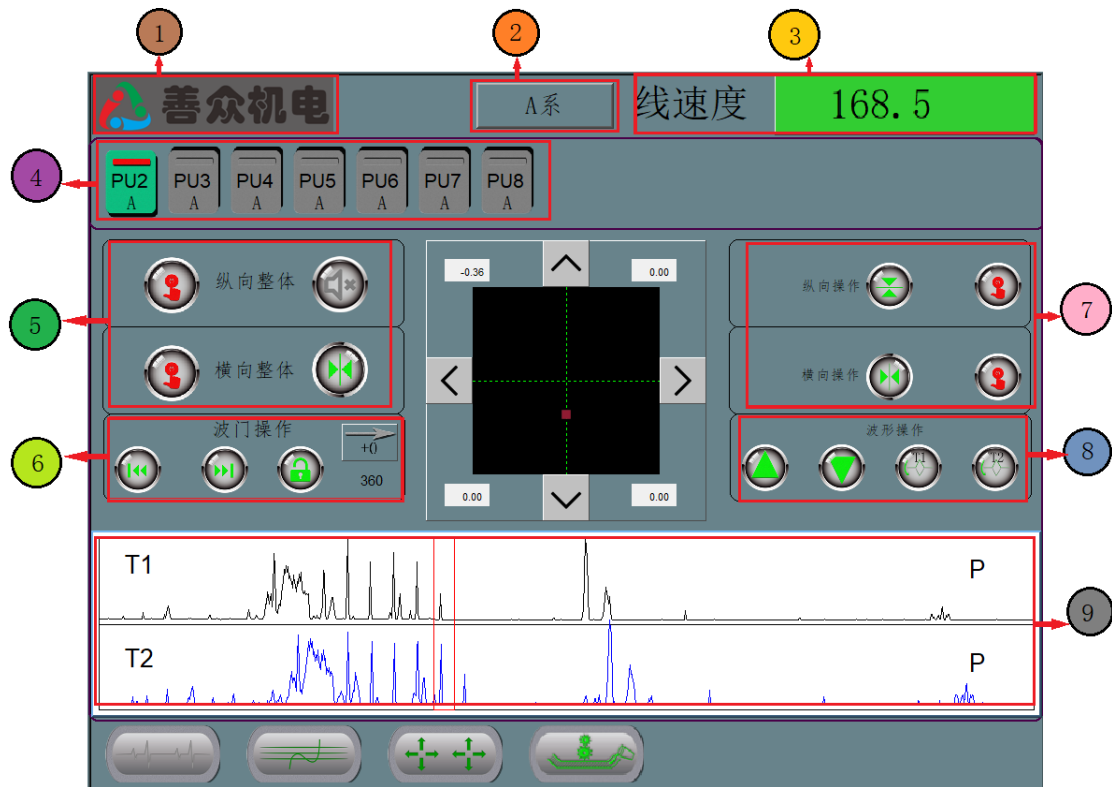 1
2
3
善众机电
A系
线速度
168.5
4
PU2
A
PU3
A
PU4
A
PU5
A
PU6
A
PU7
A
PU8
A
5
纵向整体
横向整体
-0.36
0.00
0.00
0.00
纵向操作
横向操作
7
6
波门操作
+0
360
波形操作
T1
T2
8
T1
P
T2
P
9